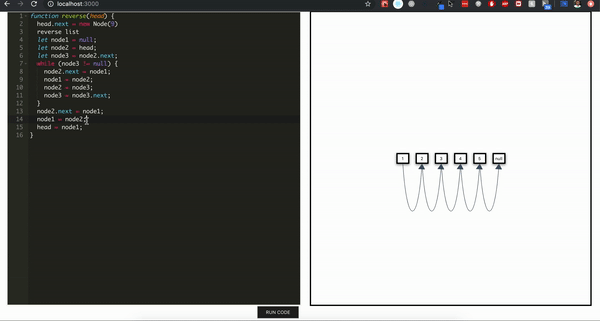 localhost:3000
1 function reverse(head) {
2 head.next = new Node(9)
3 reverse list
4 let node1 = null;
5 let node2 = head;
6 let node3 = node2.next;
7 while (node3 != null) {
8 node2.next = node1;
9 node1 = node2;
10 node2 = node3;
11 node3 = node3.next;
12 }
13 node2.next = node1;
14 node1 = node2;
15 head = node1;
16 }
1 2 3 4 5 null
RUN CODE